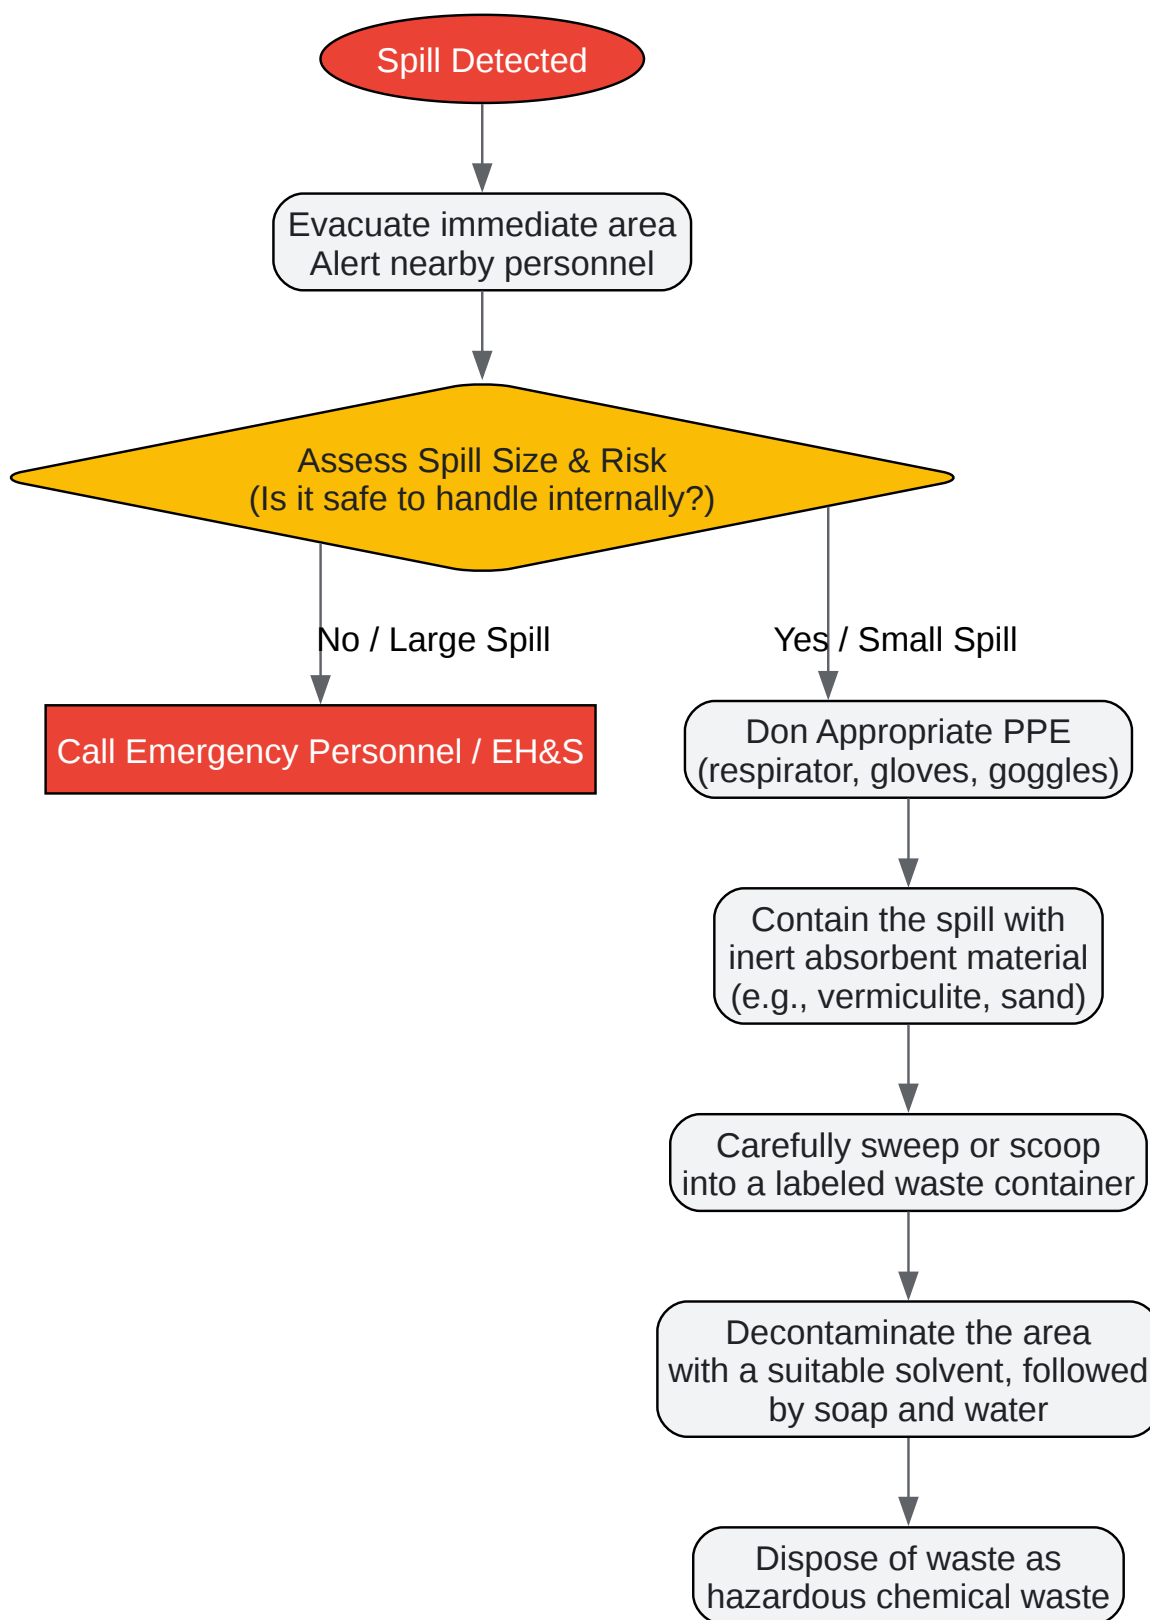 Spill Detected
Evacuate immediate area
Alert nearby personnel
Assess Spill Size & Risk
(Is it safe to handle internally?)
No / Large Spill
Yes / Small Spill
Call Emergency Personnel / EH&S
Don Appropriate PPE
(respirator, gloves, goggles)
Contain the spill with
inert absorbent material
(e.g., vermiculite, sand)
Carefully sweep or scoop
into a labeled waste container
Decontaminate the area
with a suitable solvent, followed
by soap and water
Dispose of waste as
hazardous chemical waste